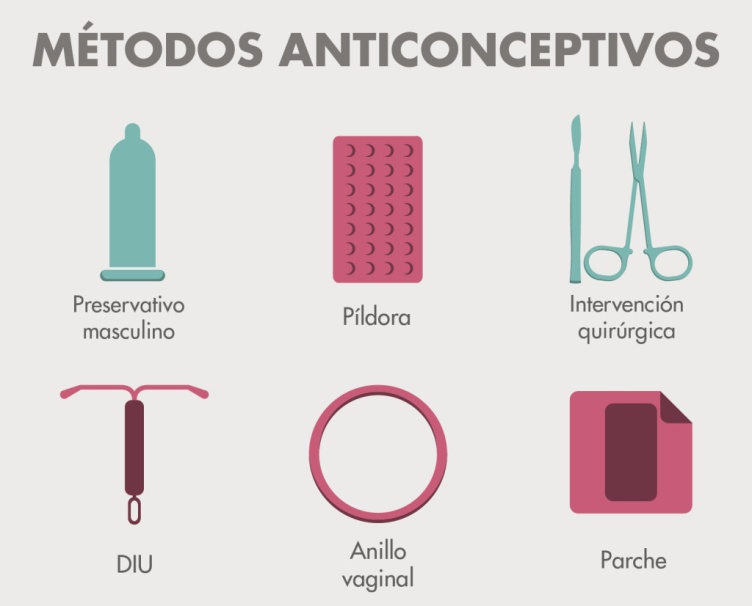 MÉTODOS ANTICONCEPTIVOS
Preservativo
masculino
Píldora
Intervención
quirúrgica
DIU
Anillo
vaginal
Parche